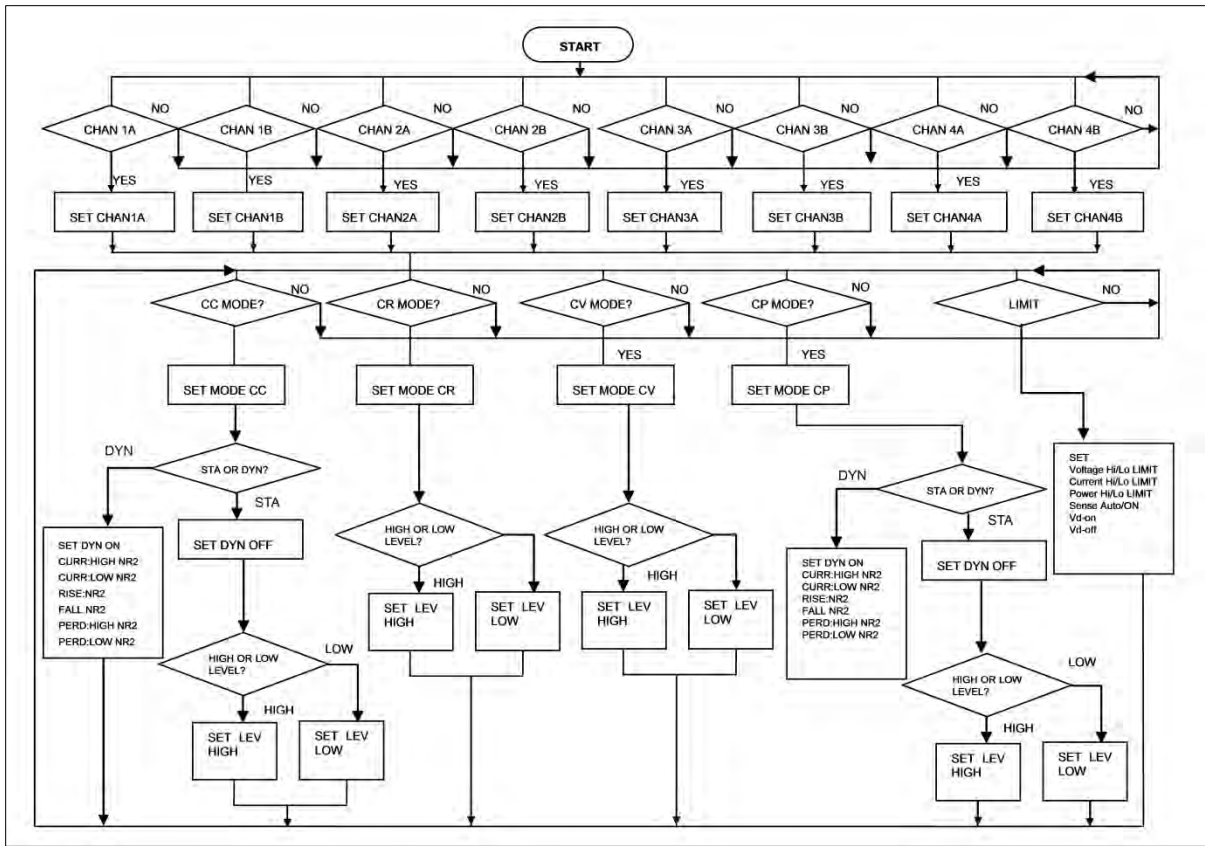 START
NO
NO
NO
NO
NO
NO
NO
NO
CHAN 1A
CHAN 1B
CHAN 2A
CHAN 2B
CHAN 3A
CHAN 3B
CHAN 4A
CHAN 4B
YES
YES
YES
YES
YES
YES
YES
YES
SET CHAN1A
SET CHAN1B
SET CHAN2A
SET CHAN2B
SET CHAN3A
SET CHAN3B
SET CHAN4A
SET CHAN4B
CC MODE?
NO
CR MODE?
NO
CV MODE?
NO
CP MODE?
NO
LIMIT
NO
YES
YES
SET MODE CC
SET MODE CR
SET MODE CV
SET MODE CP
DYN
STA OR DYN?
STA
SET DYN ON
CURR:HIGH NR2
CURR:LOW NR2
RISE:NR2
FALL NR2
PERD:HIGH NR2
PERD:LOW NR2
SET DYN OFF
HIGH OR LOW
LEVEL?
LOW
HIGH
SET LEV
HIGH
SET LEV
LOW
HIGH OR LOW
LEVEL?
HIGH
SET LEV
HIGH
SET LEV
LOW
HIGH OR LOW
LEVEL?
HIGH
SET LEV
HIGH
SET LEV
LOW
DYN
STA OR DYN?
STA
SET DYN ON
CURR:HIGH NR2
CURR:LOW NR2
RISE:NR2
FALL NR2
PERD:HIGH NR2
PERD:LOW NR2
SET DYN OFF
HIGH OR LOW
LEVEL?
LOW
HIGH
SET LEV
HIGH
SET LEV
LOW
SET
Voltage Hi/Lo LIMIT
Current Hi/Lo LIMIT
Power Hi/Lo LIMIT
Sense Auto/ON
Vd-on
Vd-off